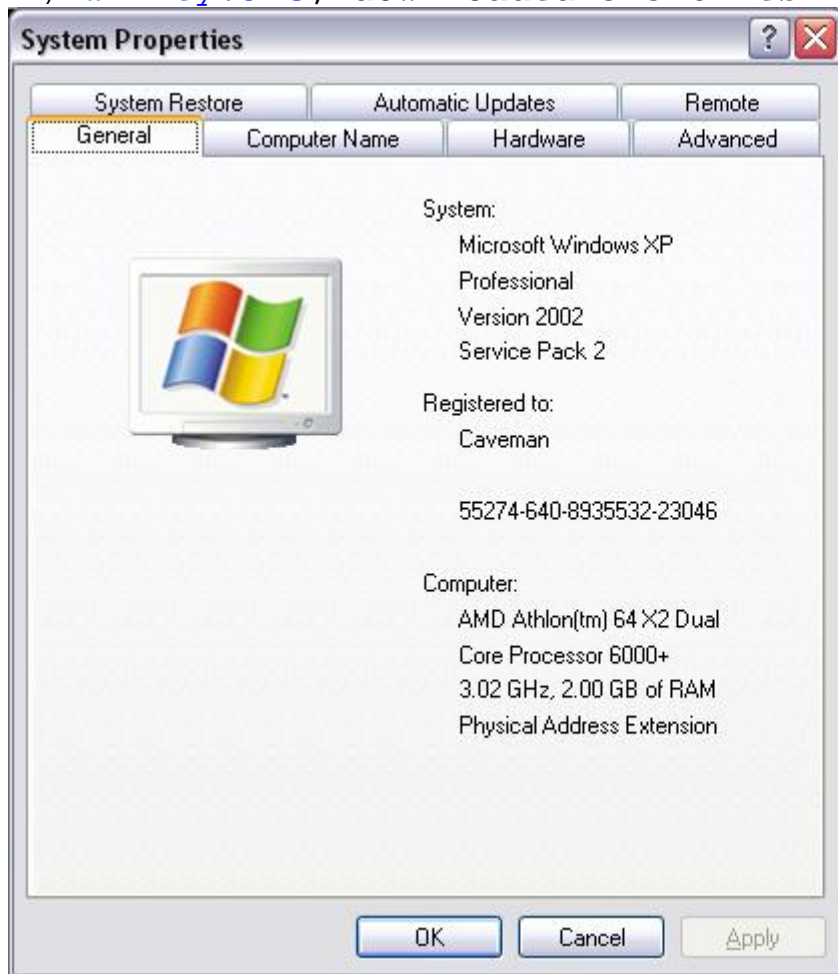 System Properties
System Restore Automatic Updates Remote
General Computer Name Hardware Advanced
System:
Microsoft Windows XP
Professional
Version 2002
Service Pack 2
Registered to:
Caveman
55274-640-8935532-23046
Computer:
AMD Athlon(tm) 64 X2 Dual
Core Processor 6000+
3.02 GHz, 2.00 GB of RAM
Physical Address Extension
OK Cancel Apply